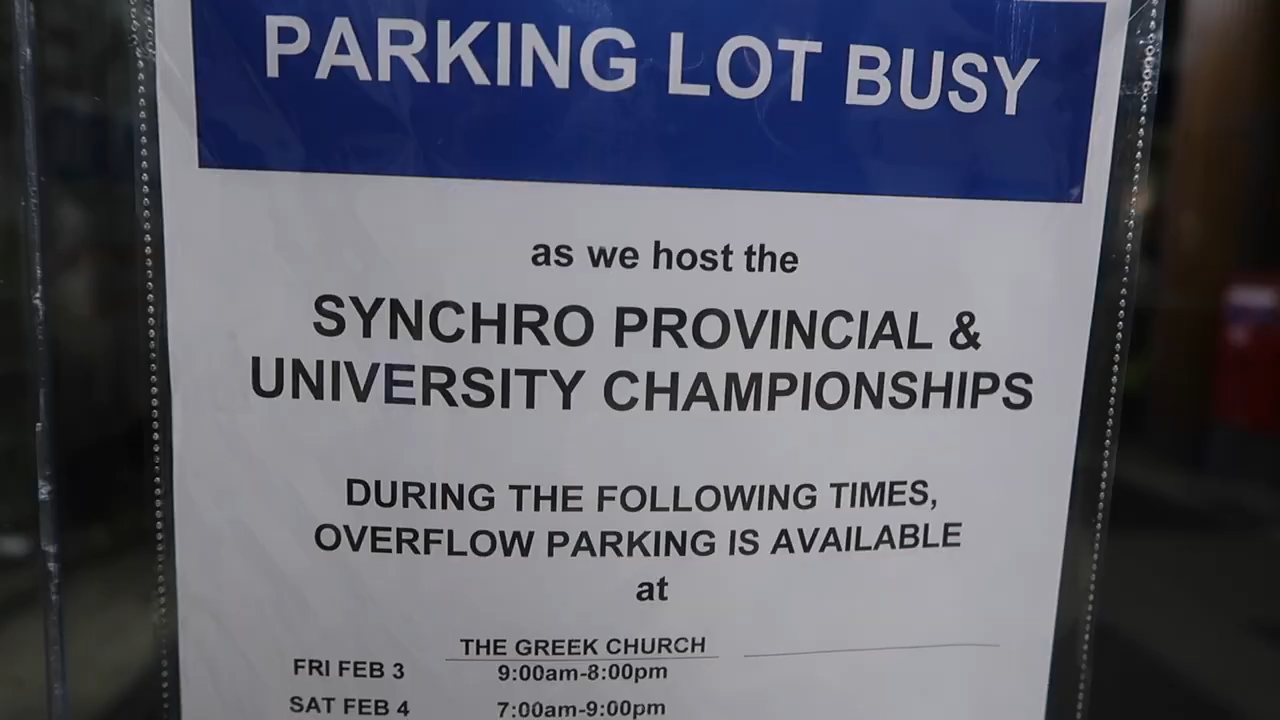 PARKING LOT BUSY
as we host the
SYNCHRO PROVINCIAL &
UNIVERSITY CHAMPIONSHIPS
DURING THE FOLLOWING TIMES,
OVERFLOW PARKING IS AVAILABLE
at
THE GREEK CHURCH
FRI FEB 3 9:00am-8:00pm
SAT FEB 4 7:00am-9:00pm